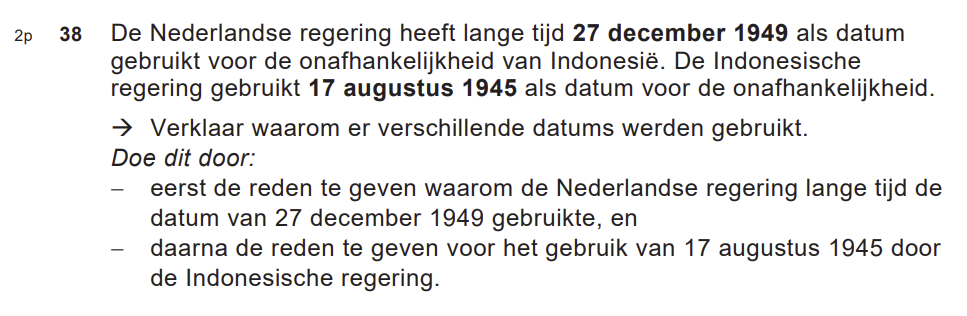 2p 38 De Nederlandse regering heeft lange tijd 27 december 1949 als datum
gebruikt voor de onafhankelijkheid van Indonesië. De Indonesische
regering gebruikt 17 augustus 1945 als datum voor de onafhankelijkheid.
→ Verklaar waarom er verschillende datums werden gebruikt.
Doe dit door:
– eerst de reden te geven waarom de Nederlandse regering lange tijd de
datum van 27 december 1949 gebruikte, en
– daarna de reden te geven voor het gebruik van 17 augustus 1945 door
de Indonesische regering.